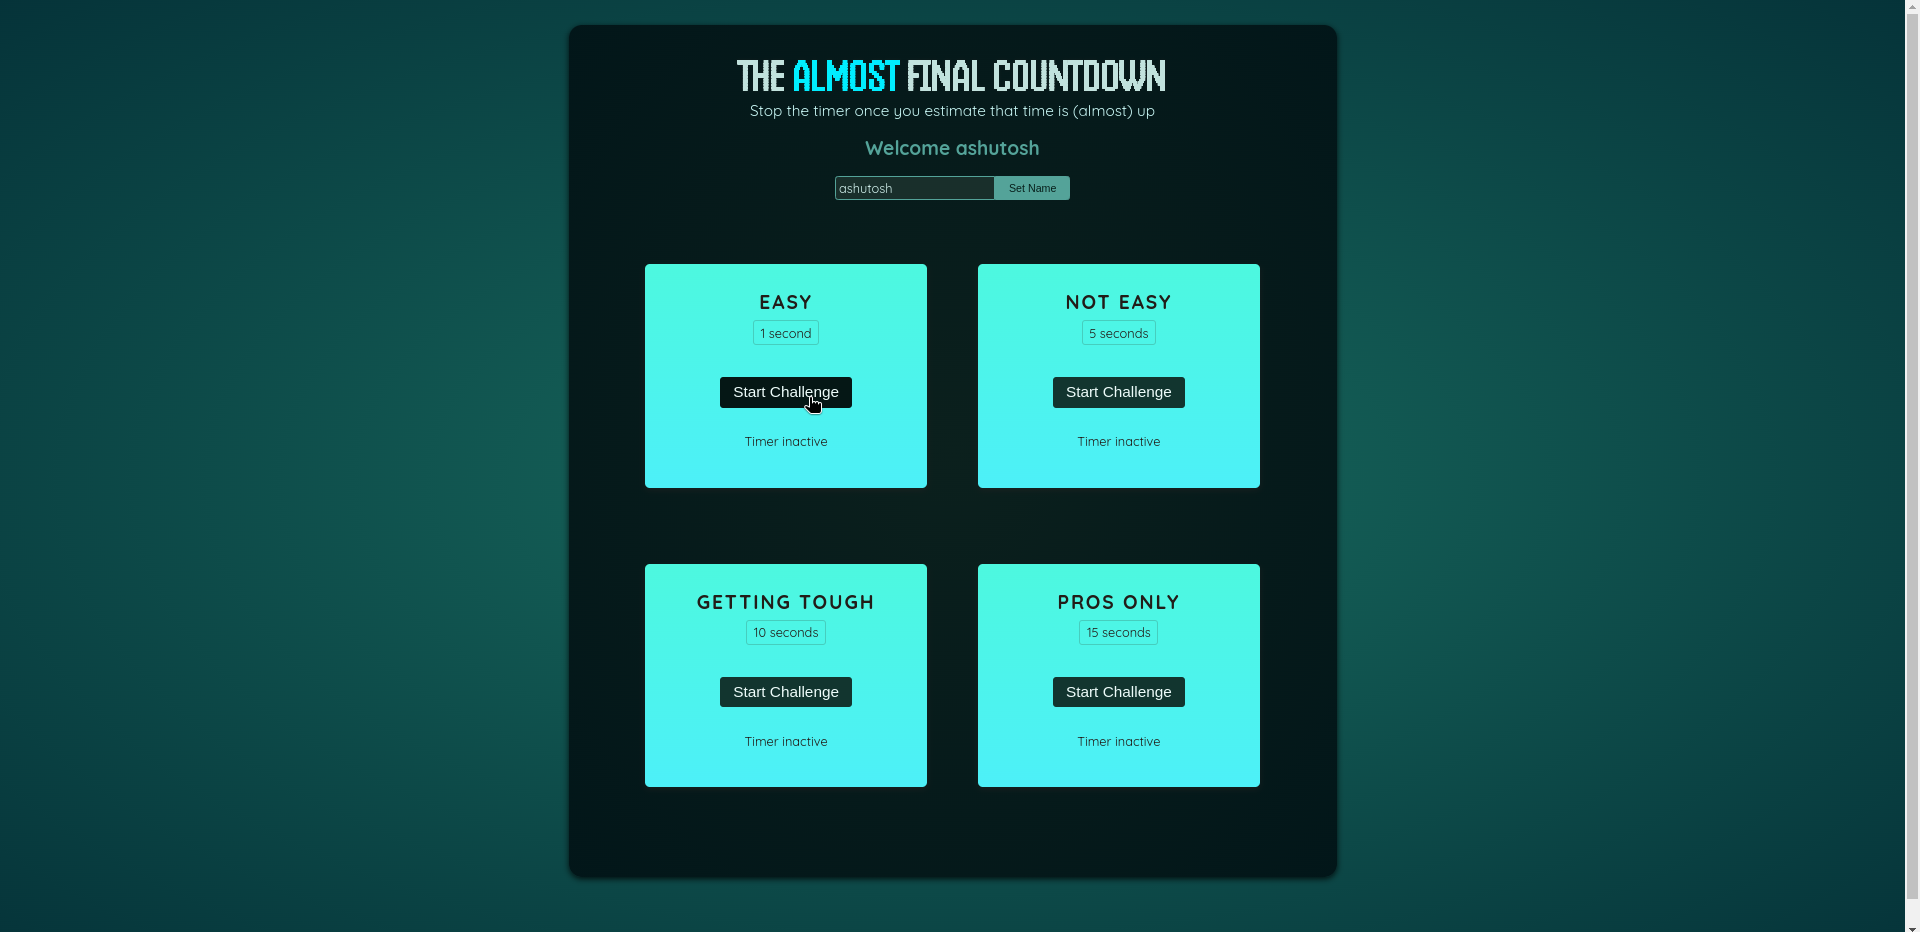 THE ALMOST FINAL COUNTDOWN
Stop the timer once you estimate that time is (almost) up
Welcome ashutosh
ashutosh
Set Name
EASY
1 second
Start Challenge
Timer inactive
NOT EASY
5 seconds
Start Challenge
Timer inactive
GETTING TOUGH
10 seconds
Start Challenge
Timer inactive
PROS ONLY
15 seconds
Start Challenge
Timer inactive